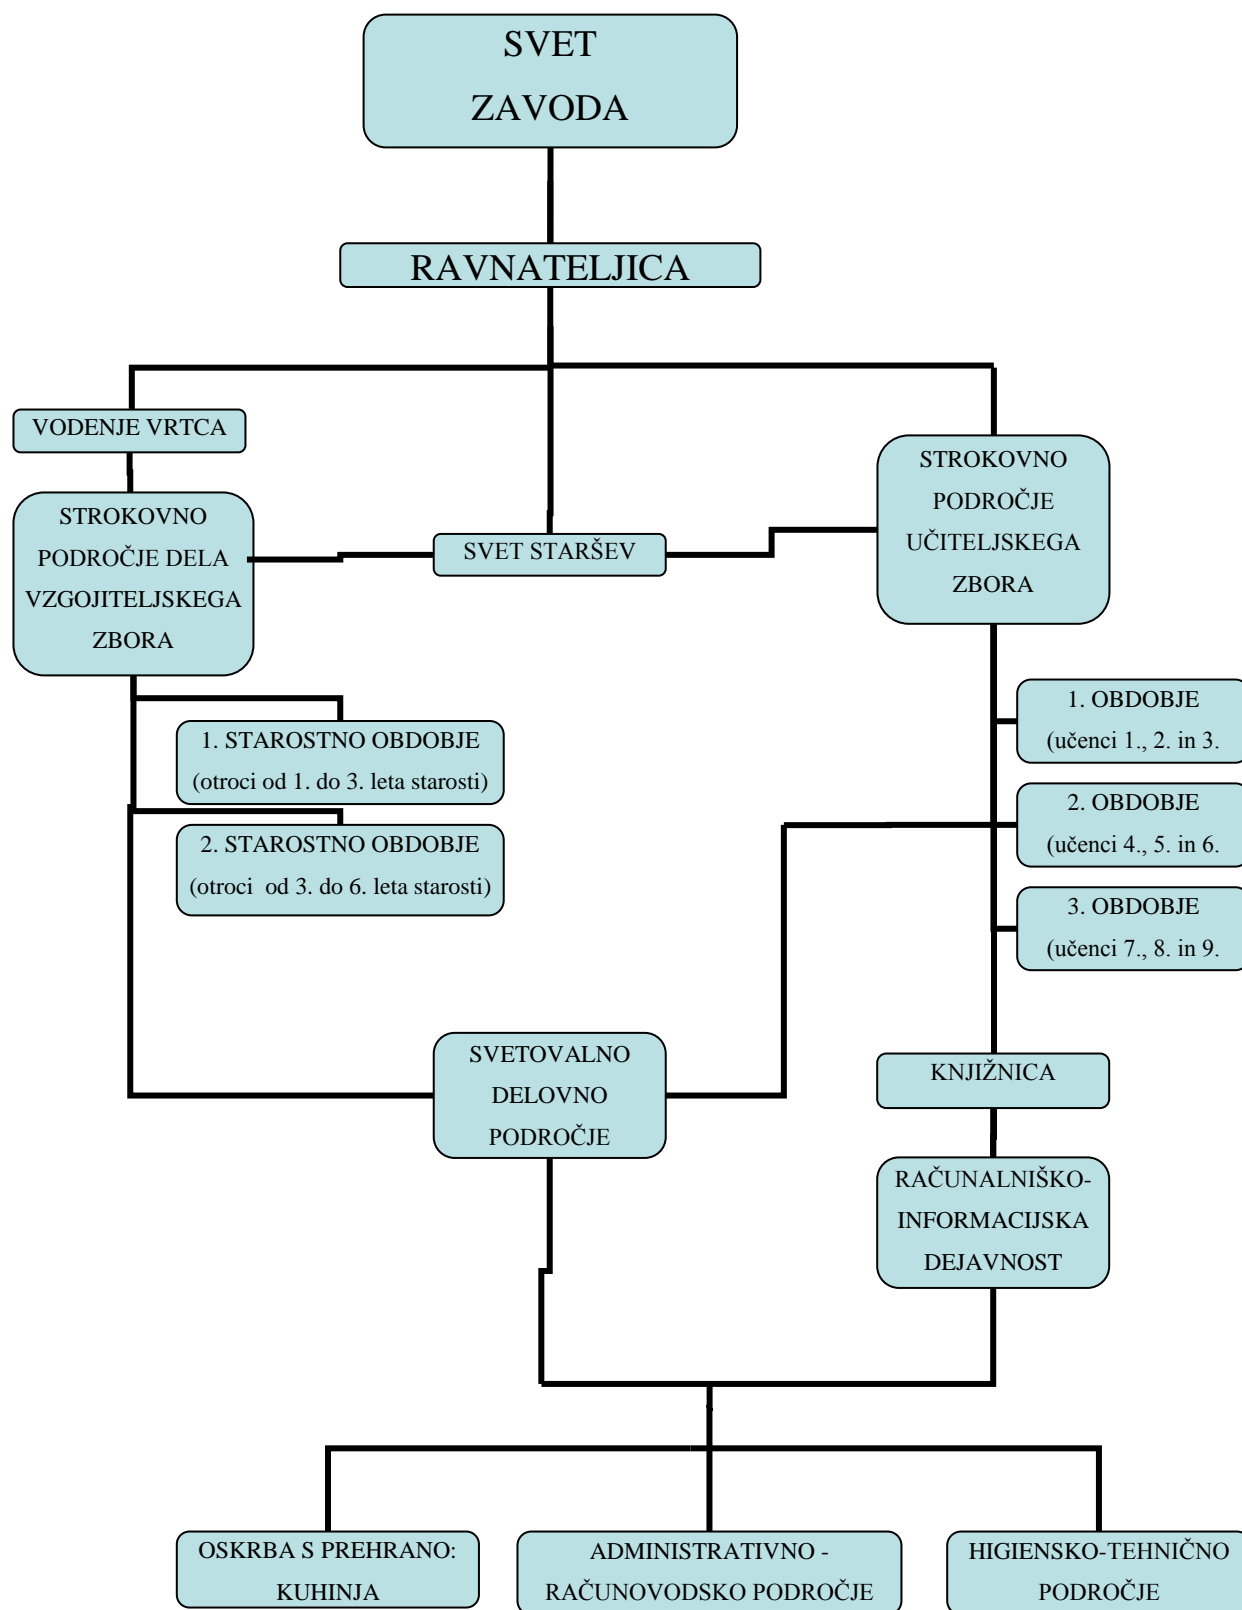 SVET
ZAVODA
RAVNATELJICA
VODENJE VRTCA
STROKOVNO
PODROČJE DELA
VZGOJITELJSKEGA
ZBORA
SVET STARŠEV
STROKOVNO
PODROČJE
UČITELJSKEGA
ZBORA
1. STAROSTNO OBDOBJE
(otroci od 1. do 3. leta starosti)
2. STAROSTNO OBDOBJE
(otroci  od 3. do 6. leta starosti)
1. OBDOBJE
(učenci 1., 2. in 3.
2. OBDOBJE
(učenci 4., 5. in 6.
3. OBDOBJE
(učenci 7., 8. in 9.
SVETOVALNO
DELOVNO
PODROČJE
KNJIŽNICA
RAČUNALNIŠKO-
INFORMACIJSKA
DEJAVNOST
OSKRBA S PREHRANO:
KUHINJA
ADMINISTRATIVNO -
RAČUNOVODSKO PODROČJE
HIGIENSKO-TEHNIČNO
PODROČJE